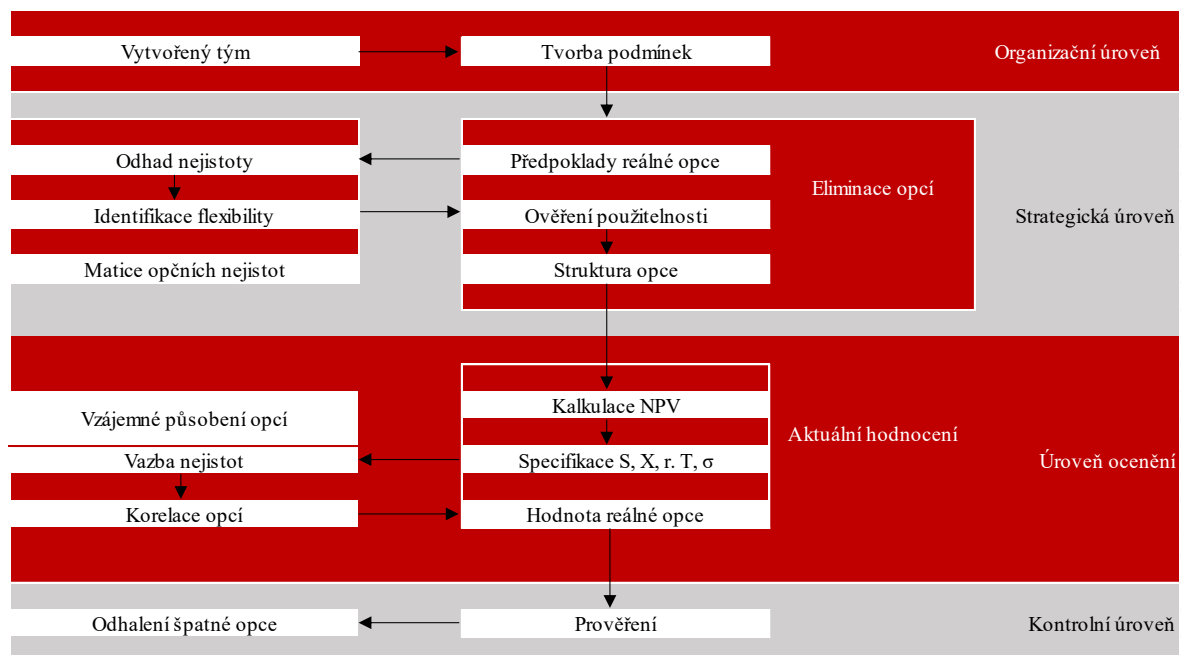 Vytvořený tým
Tvorba podmínek
Organizační úroveň
Odhad nejistoty
Předpoklady reálné opce
Eliminace opcí
Identifikace flexibility
Ověření použitelnosti
Strategická úroveň
Matice opčních nejistot
Struktura opce
Kalkulace NPV
Vzájemné působení opcí
Aktuální hodnocení
Vazba nejistot
Specifikace S, X, r. T, σ
Úroveň ocenění
Korelace opcí
Hodnota reálné opce
Odhalení špatné opce
Prověření
Kontrolní úroveň